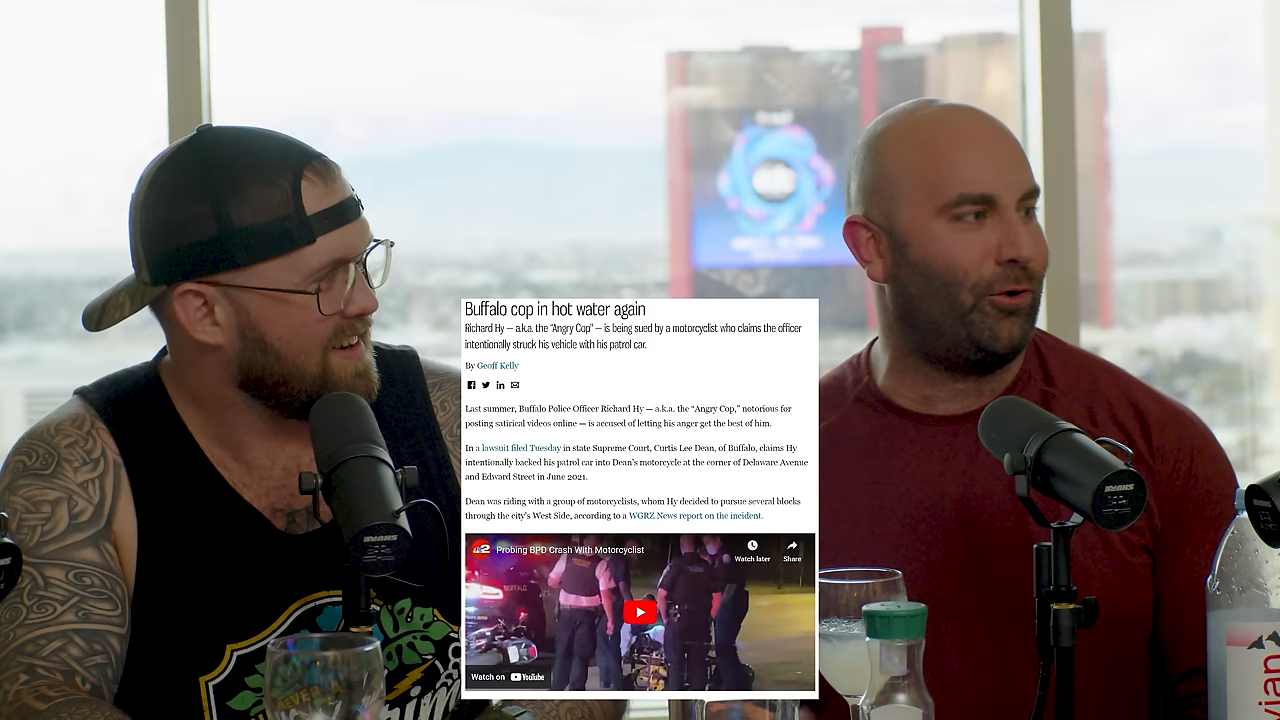 Buffalo cop in hot water again
Richard Hy — a.k.a. the "Angry Cop" — is being sued by a motorcyclist who claims the officer
intentionally struck his vehicle with his patrol car.
By Geoff Kelly
Last summer, Buffalo Police Officer Richard Hy — a.k.a. the "Angry Cop," notorious for
posting satirical videos online — is accused of letting his anger get the best of him.
In a lawsuit filed Tuesday in state Supreme Court, Curtis Lee Dean, of Buffalo, claims Hy
intentionally backed his patrol car into Dean's motorcycle at the corner of Delaware Avenue
and Edward Street in June 2021.
Dean was riding with a group of motorcyclists, whom Hy decided to pursue several blocks
through the city's West Side, according to a WGRZ News report on the incident.
2 Probing BPD Crash With Motorcyclist
Watch later Share
Watch on YouTube
SHURE
SHURE
vian